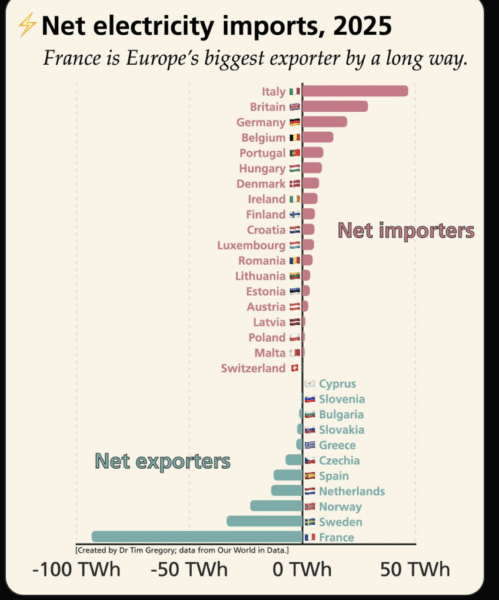 ⚡Net electricity imports, 2025
France is Europe's biggest exporter by a long way.
Italy
Britain
Germany
Belgium
Portugal
Hungary
Denmark
Ireland
Finland
Croatia
Net importers
Luxembourg
Romania
Lithuania
Estonia
Austria
Latvia
Poland
Malta
Switzerland
Cyprus
Slovenia
Bulgaria
Slovakia
Greece
Net exporters
Czechia
Spain
Netherlands
Norway
Sweden
France
[Created by Dr Tim Gregory; data from Our World in Data.]
-100 TWh -50 TWh 0 TWh 50 TWh